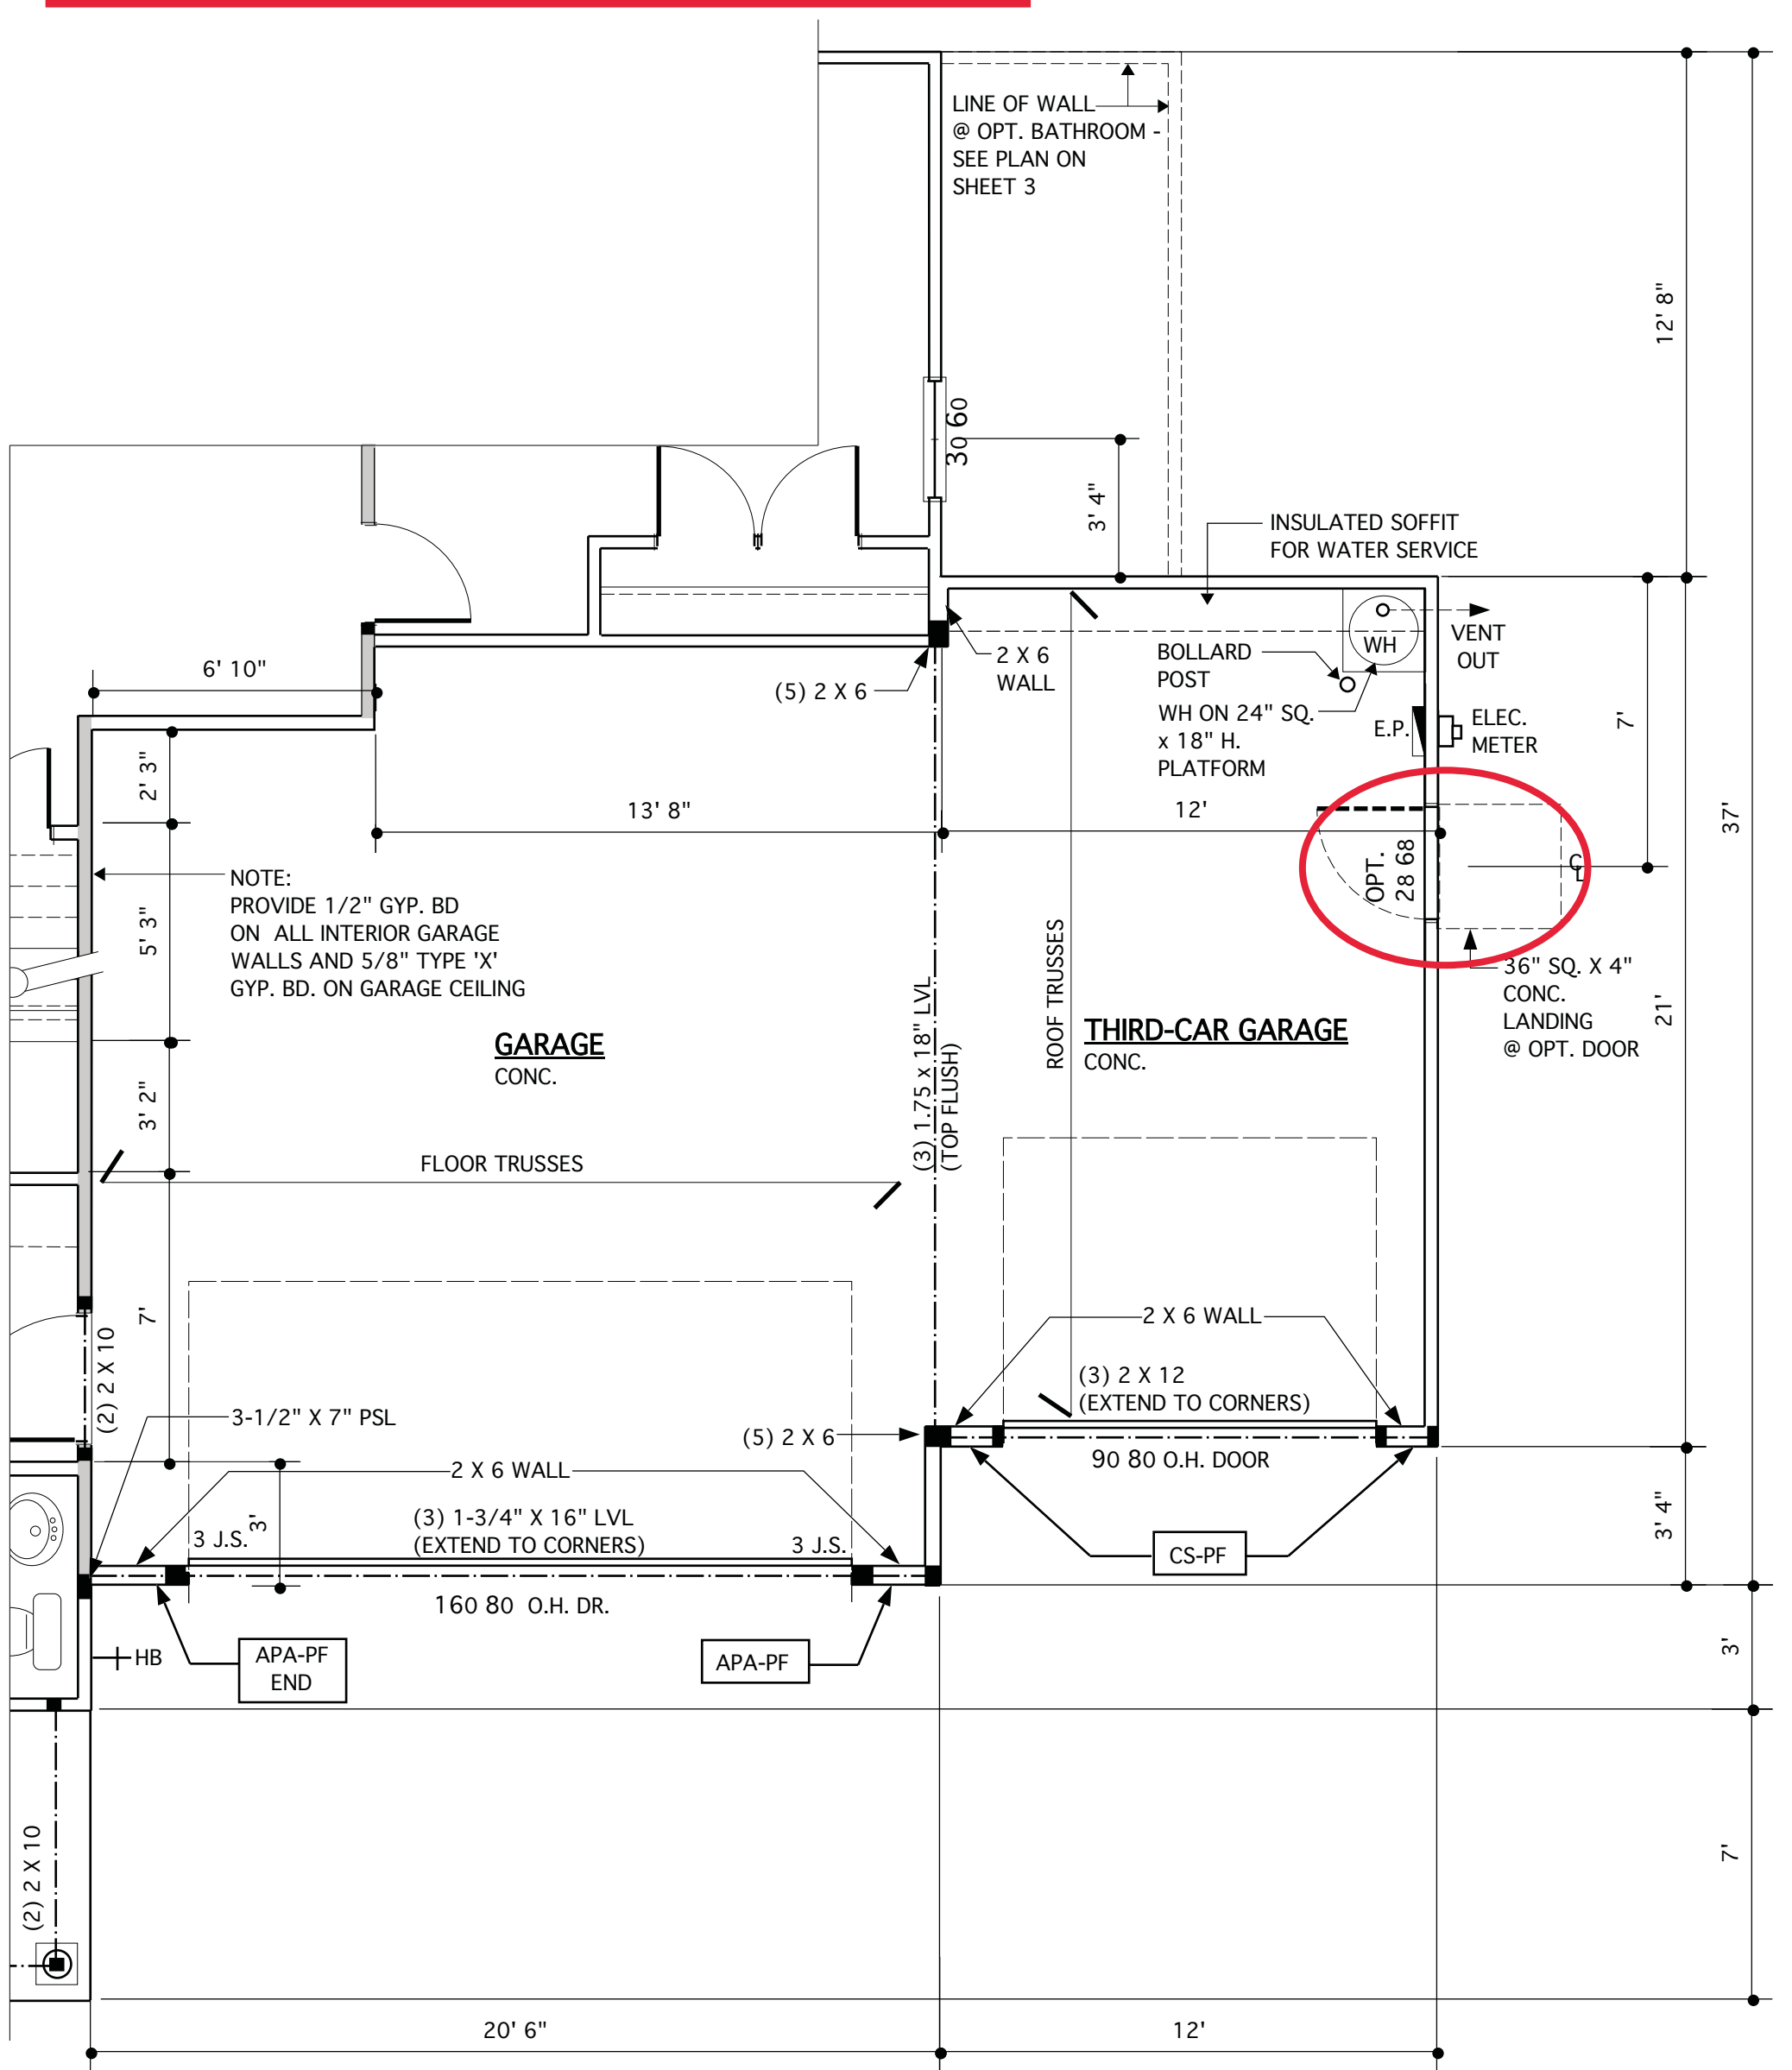 LINE OF WALL
@ OPT. BATHROOM -
SEE PLAN ON
SHEET 3
12' 8"
30 60
3' 4"
INSULATED SOFFIT
FOR WATER SERVICE
6' 10"
(5) 2 X 6
2 X 6
WALL
BOLLARD
POST
WH
VENT
OUT
WH ON 24" SQ.
x 18" H.
PLATFORM
E.P.
ELEC.
METER
7'
2' 3"
13' 8"
12'
37'
OPT.
28 68
CL
NOTE:
PROVIDE 1/2" GYP. BD
ON ALL INTERIOR GARAGE
WALLS AND 5/8" TYPE 'X'
GYP. BD. ON GARAGE CEILING
5' 3"
36" SQ. X 4"
CONC.
LANDING
@ OPT. DOOR
21'
GARAGE
CONC.
(3) 1.75 x 18" LVL
(TOP FLUSH)
ROOF TRUSSES
THIRD-CAR GARAGE
CONC.
3' 2"
FLOOR TRUSSES
7'
(2) 2 X 10
2 X 6 WALL
(3) 2 X 12
(EXTEND TO CORNERS)
3-1/2" X 7" PSL
(5) 2 X 6
90 80 O.H. DOOR
2 X 6 WALL
3'
3 J.S.
(3) 1-3/4" X 16" LVL
(EXTEND TO CORNERS)
3 J.S.
CS-PF
3' 4"
160 80 O.H. DR.
HB
APA-PF
END
APA-PF
3'
(2) 2 X 10
7'
20' 6"
12'